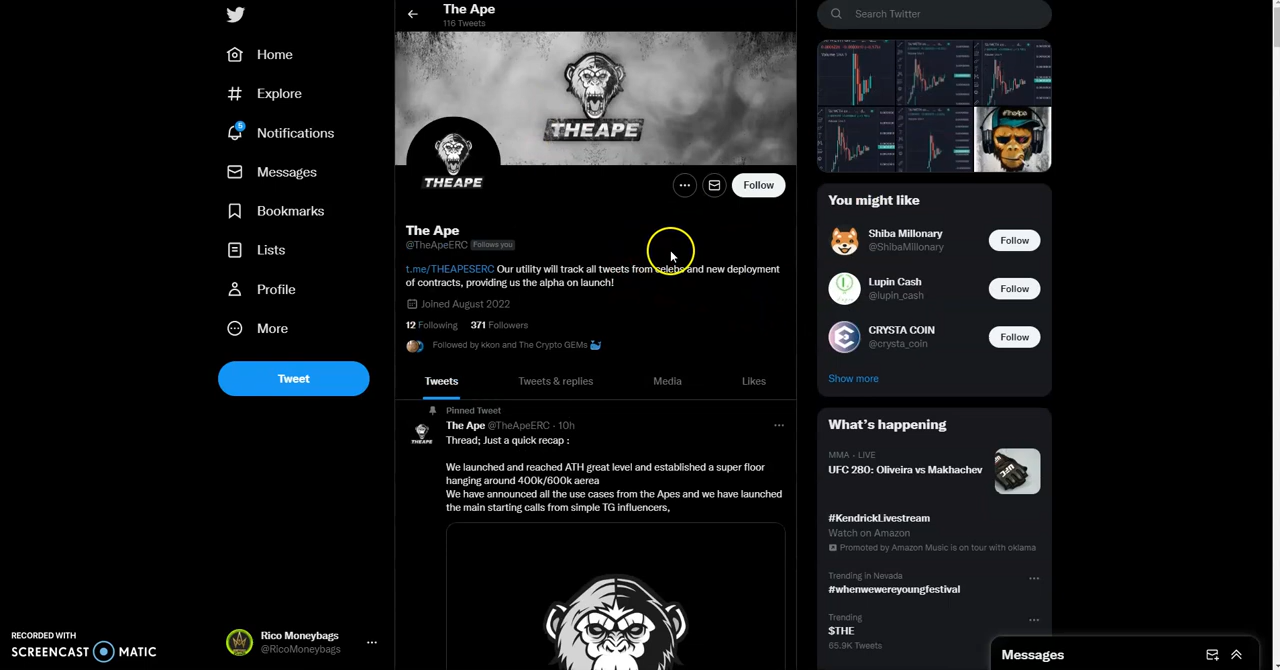 Home
Explore
5
Notifications
Messages
Bookmarks
Lists
Profile
More
Tweet
Rico Moneybags
@RicoMoneybags
RECORDED WITH
SCREENCAST MATIC
The Ape
116 Tweets
THEAPE
THEAPE
Follow
The Ape
@TheApeERC Follows you
t.me/THEAPESERC Our utility will track all tweets from celebs and new deployment
of contracts, providing us the alpha on launch!
Joined August 2022
12 Following 371 Followers
Followed by kkon and The Crypto GEMs
Tweets Tweets & replies Media Likes
Pinned Tweet
The Ape @TheApeERC · 10h
THEAPE
Thread; Just a quick recap :
We launched and reached ATH great level and established a super floor
hanging around 400k/600k aerea
We have announced all the use cases from the Apes and we have launched
the main starting calls from simple TG influencers,
Search Twitter
You might like
Shiba Millonary
@ShibaMillonary
Follow
Lupin Cash
@lupin_cash
Follow
CRYSTA COIN
@crysta_coin
Follow
Show more
What's happening
MMA · LIVE
UFC 280: Oliveira vs Makhachev
#KendrickLivestream
Watch on Amazon
Promoted by Amazon Music is on tour with oklama
Trending in Nevada
#whenwewereyoungfestival
Trending
$THE
65.9K Tweets
Messages